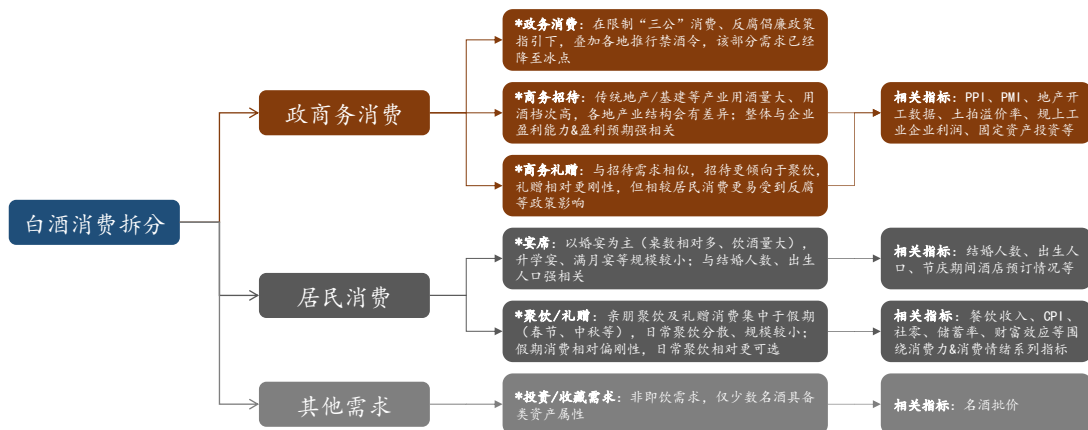 白酒消费拆分
政商务消费
*政务消费：在限制“三公”消费、反腐倡廉政策
指引下，叠加各地推行禁酒令，该部分需求已经
降至冰点
*商务招待：传统地产/基建等产业用酒量大、用
酒档次高，各地产业结构会有差异；整体与企业
盈利能力&盈利预期强相关
*商务礼赠：与招待需求相似，招待更倾向于聚饮，
礼赠相对更刚性，但相较居民消费更易受到反腐
等政策影响
相关指标：PPI、PMI、地产开
工数据、土拍溢价率、规上工
业企业利润、固定资产投资等
居民消费
*宴席：以婚宴为主（桌数相对多、饮酒量大），
升学宴、满月宴等规模较小；与结婚人数、出生
人口强相关
相关指标：结婚人数、出生人
口、节庆期间酒店预订情况等
*聚饮/礼赠：亲朋聚饮及礼赠消费集中于假期
（春节、中秋等），日常聚饮分散、规模较小；
假期消费相对偏刚性，日常聚饮相对更可选
相关指标：餐饮收入、CPI、
社零、储蓄率、财富效应等围
绕消费力&消费情绪系列指标
其他需求
*投资/收藏需求：非即饮需求，仅少数名酒具备
类资产属性
相关指标：名酒批价